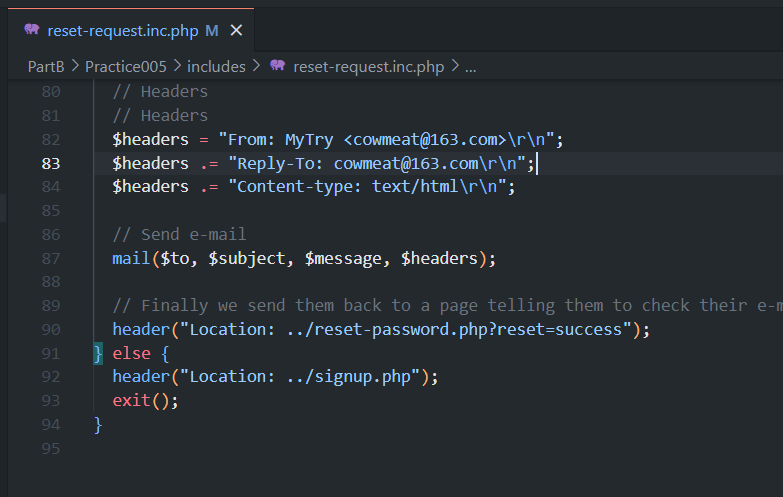 reset-request.inc.php M ✕
PartB > Practice005 > includes > reset-request.inc.php > ...
80 // Headers
81 // Headers
82 $headers = "From: MyTry <cowmeat@163.com>\r\n";
83 $headers .= "Reply-To: cowmeat@163.com\r\n";
84 $headers .= "Content-type: text/html\r\n";
85
86 // Send e-mail
87 mail($to, $subject, $message, $headers);
88
89 // Finally we send them back to a page telling them to check their e-m
90 header("Location: ../reset-password.php?reset=success");
91 } else {
92 header("Location: ../signup.php");
93 exit();
94 }
95